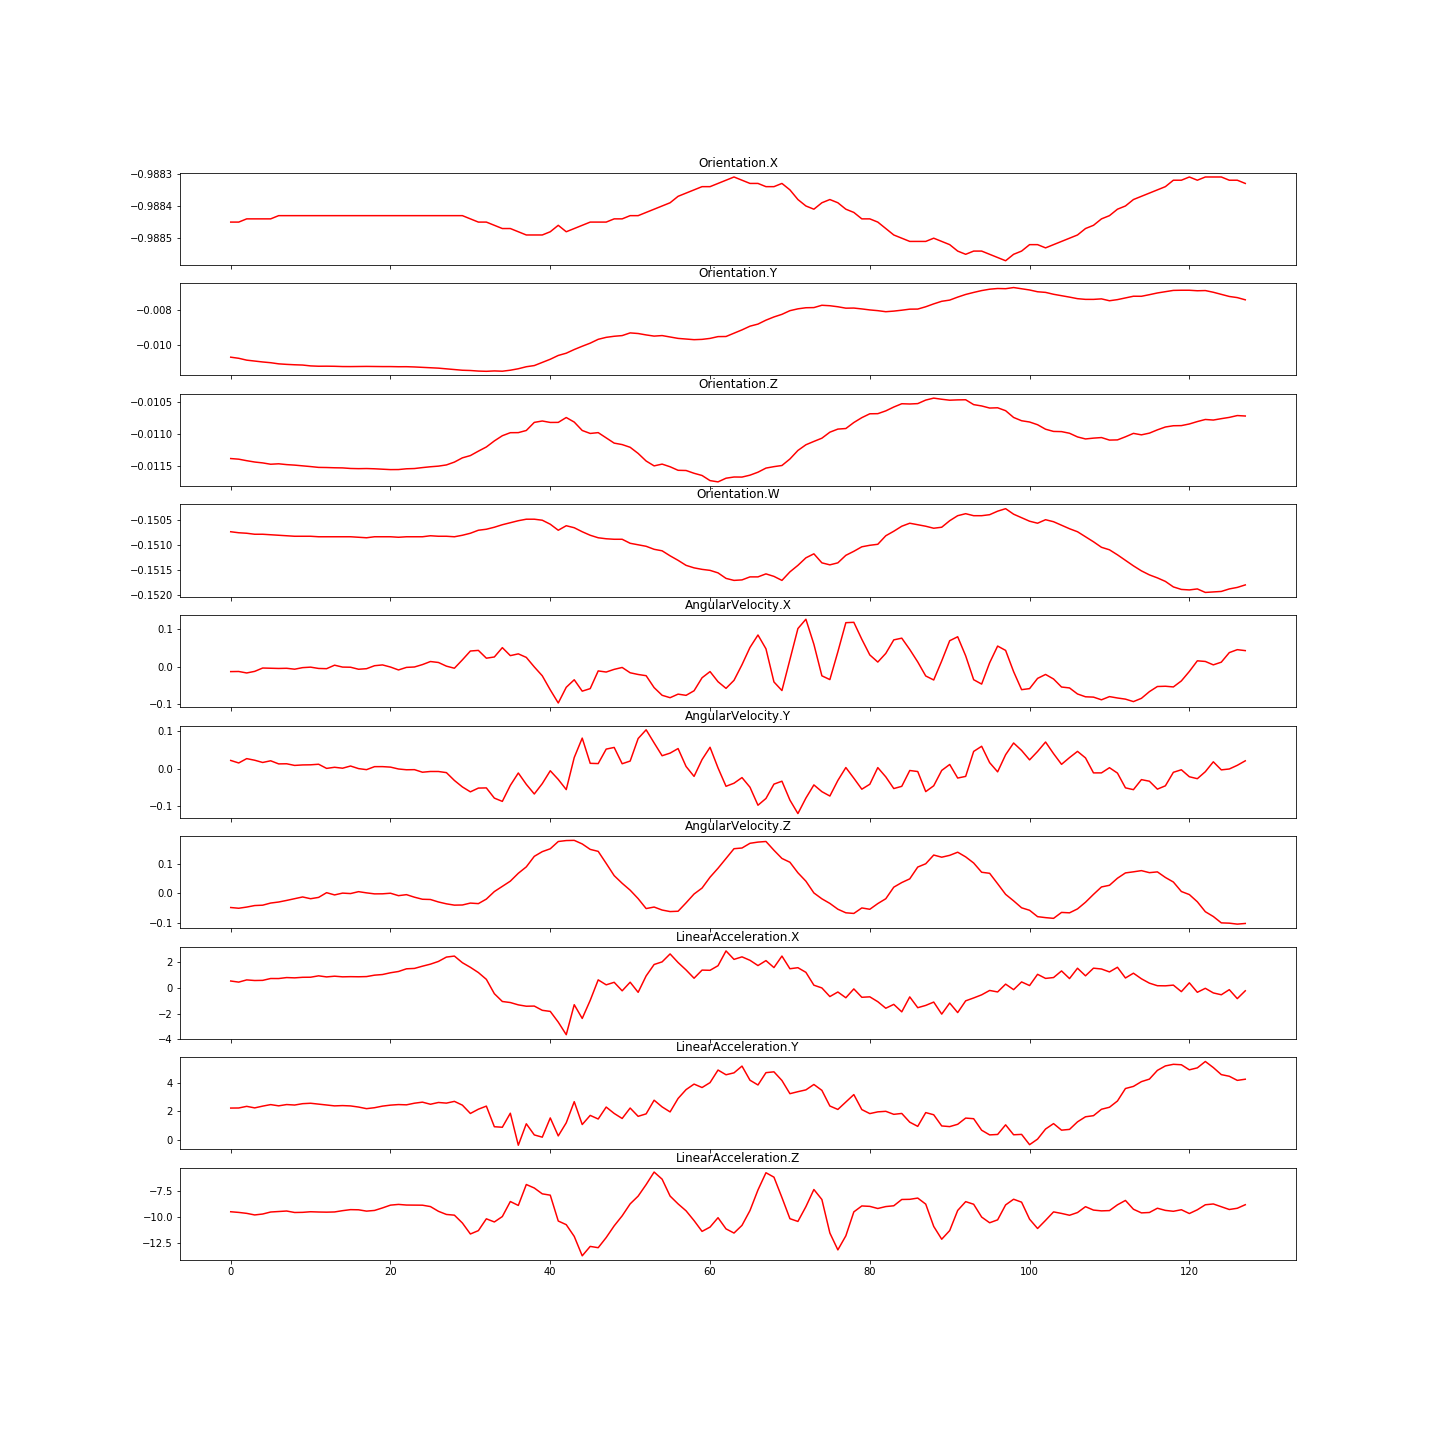 Orientation.X
−0.9883
−0.9884
−0.9885
Orientation.Y
−0.008
−0.010
Orientation.Z
−0.0105
−0.0110
−0.0115
Orientation.W
−0.1505
−0.1510
−0.1515
−0.1520
AngularVelocity.X
0.1
0.0
−0.1
AngularVelocity.Y
0.1
0.0
−0.1
AngularVelocity.Z
0.1
0.0
−0.1
LinearAcceleration.X
2
0
−2
−4
LinearAcceleration.Y
4
2
0
LinearAcceleration.Z
−7.5
−10.0
−12.5
0 20 40 60 80 100 120